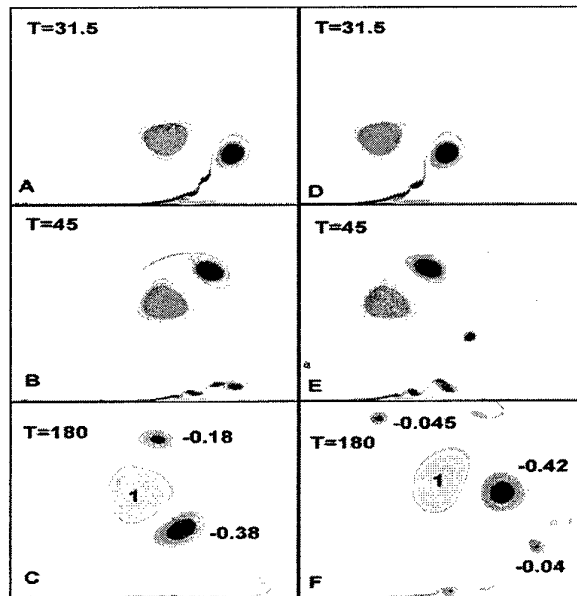 T=31.5
A
T=31.5
D
T=45
B
T=45
E
T=180
-0.18
1
-0.38
C
T=180
-0.045
1
-0.42
-0.04
F